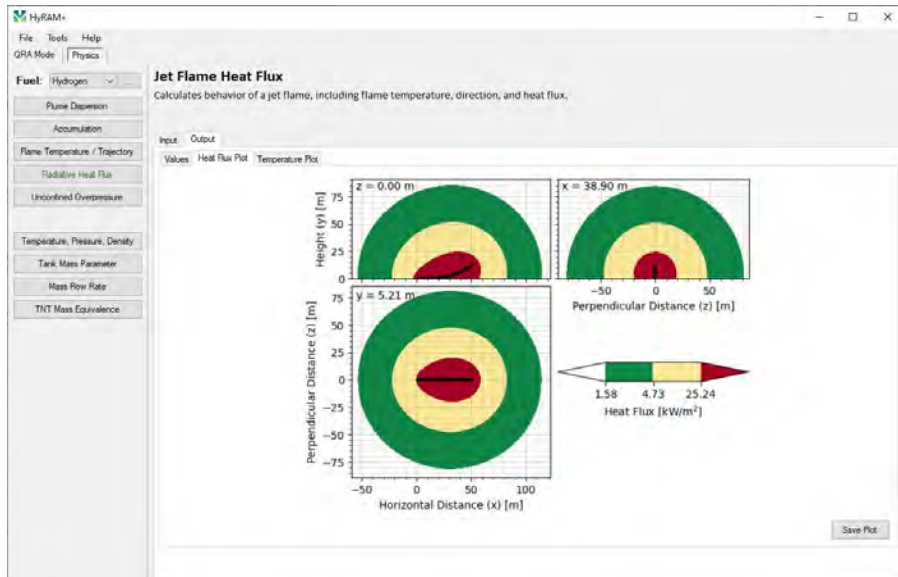 HyRAM+
File Tools Help
QRA Mode Physics
Fuel: Hydrogen ...
Plume Dispersion
Accumulation
Flame Temperature / Trajectory
Radiative Heat Flux
Unconfined Overpressure
Temperature, Pressure, Density
Tank Mass Parameter
Mass Flow Rate
TNT Mass Equivalence
Jet Flame Heat Flux
Calculates behavior of a jet flame, including flame temperature, direction, and heat flux.
Input Output
Values Heat Flux Plot Temperature Plot
z = 0.00 m
Height (y) [m]
75
50
25
0
x = 38.90 m
−50 0 50
Perpendicular Distance (z) [m]
y = 5.21 m
Perpendicular Distance (z) [m]
75
50
25
0
−25
−50
−75
−50 0 50 100
Horizontal Distance (x) [m]
1.58 4.73 25.24
Heat Flux [kW/m²]
Save Plot